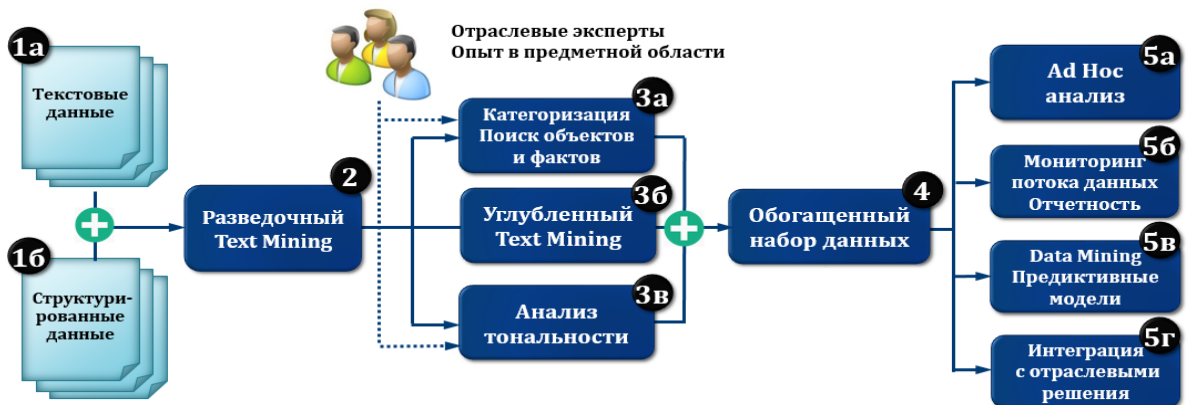 1а
Текстовые
данные
1б
Структури-
рованные
данные
2
Разведочный
Text Mining
Отраслевые эксперты
Опыт в предметной области
3а
Категоризация
Поиск объектов
и фактов
3б
Углубленный
Text Mining
3в
Анализ
тональности
4
Обогащенный
набор данных
5а
Ad Hoc
анализ
5б
Мониторинг
потока данных
Отчетность
5в
Data Mining
Предиктивные
модели
5г
Интеграция
с отраслевыми
решения